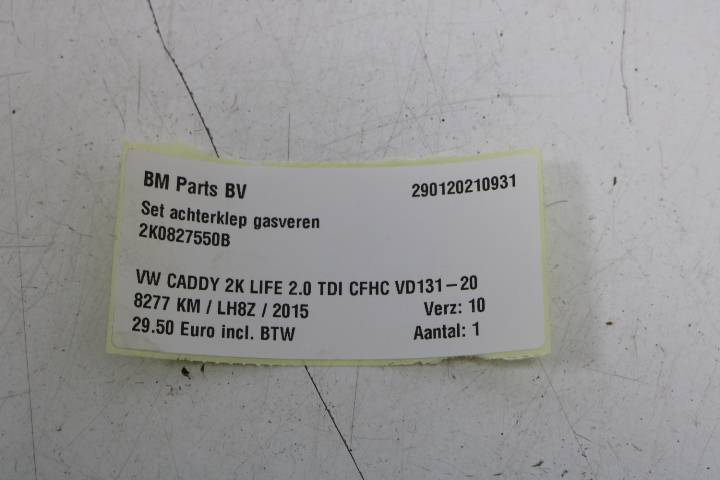 BM Parts BV 290120210931
Set achterklep gasveren
2K0827550B
VW CADDY 2K LIFE 2.0 TDI CFHC VD131-20
8277 KM / LH8Z / 2015 Verz: 10
29.50 Euro incl. BTW Aantal: 1